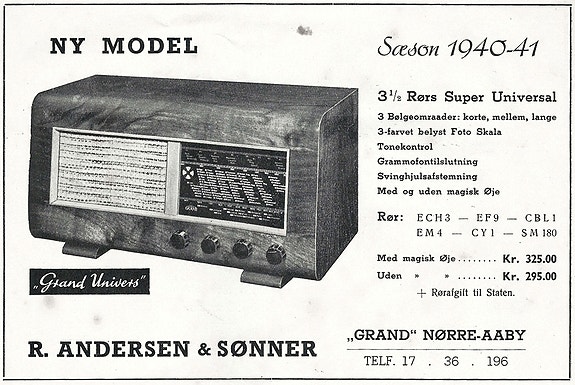 NY MODEL
Sæson 1940-41
3½ Rørs Super Universal
3 Bølgeomraader: korte, mellem, lange
3-farvet belyst Foto Skala
Tonekontrol
Grammofontilslutning
Svinghjulsafstemning
Med og uden magisk Øje
Rør: ECH3 — EF9 — CBL1
EM4 — CY1 — SM180
Med magisk Øje........ Kr. 325.00
Uden » » ........ Kr. 295.00
+ Rørafgift til Staten.
GRAND
„Grand Univers"
R. ANDERSEN & SØNNER
„GRAND" NØRRE-AABY
TELF. 17 . 36 . 196